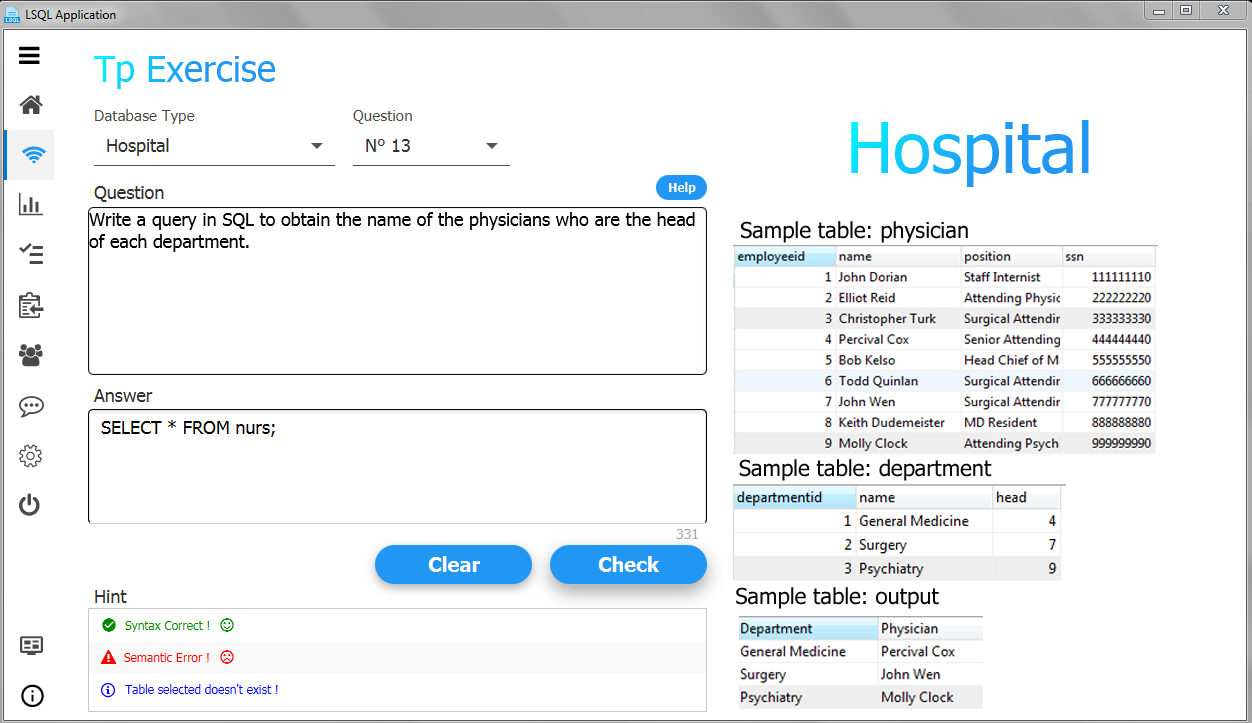 LSQL Application
Tp Exercise
Database Type
Question
Hospital
Nº 13
Question
Help
Write a query in SQL to obtain the name of the physicians who are the head
of each department.
Answer
SELECT * FROM nurs;
331
Clear
Check
Hint
Syntax Correct !
Semantic Error !
Table selected doesn't exist !
Hospital
Sample table: physician
employeeid name position ssn
1 John Dorian Staff Internist 111111110
2 Elliot Reid Attending Physic 222222220
3 Christopher Turk Surgical Attendir 333333330
4 Percival Cox Senior Attending 444444440
5 Bob Kelso Head Chief of M 555555550
6 Todd Quinlan Surgical Attendir 666666660
7 John Wen Surgical Attendir 777777770
8 Keith Dudemeister MD Resident 888888880
9 Molly Clock Attending Psych 999999990
Sample table: department
departmentid name head
1 General Medicine 4
2 Surgery 7
3 Psychiatry 9
Sample table: output
Department Physician
General Medicine Percival Cox
Surgery John Wen
Psychiatry Molly Clock